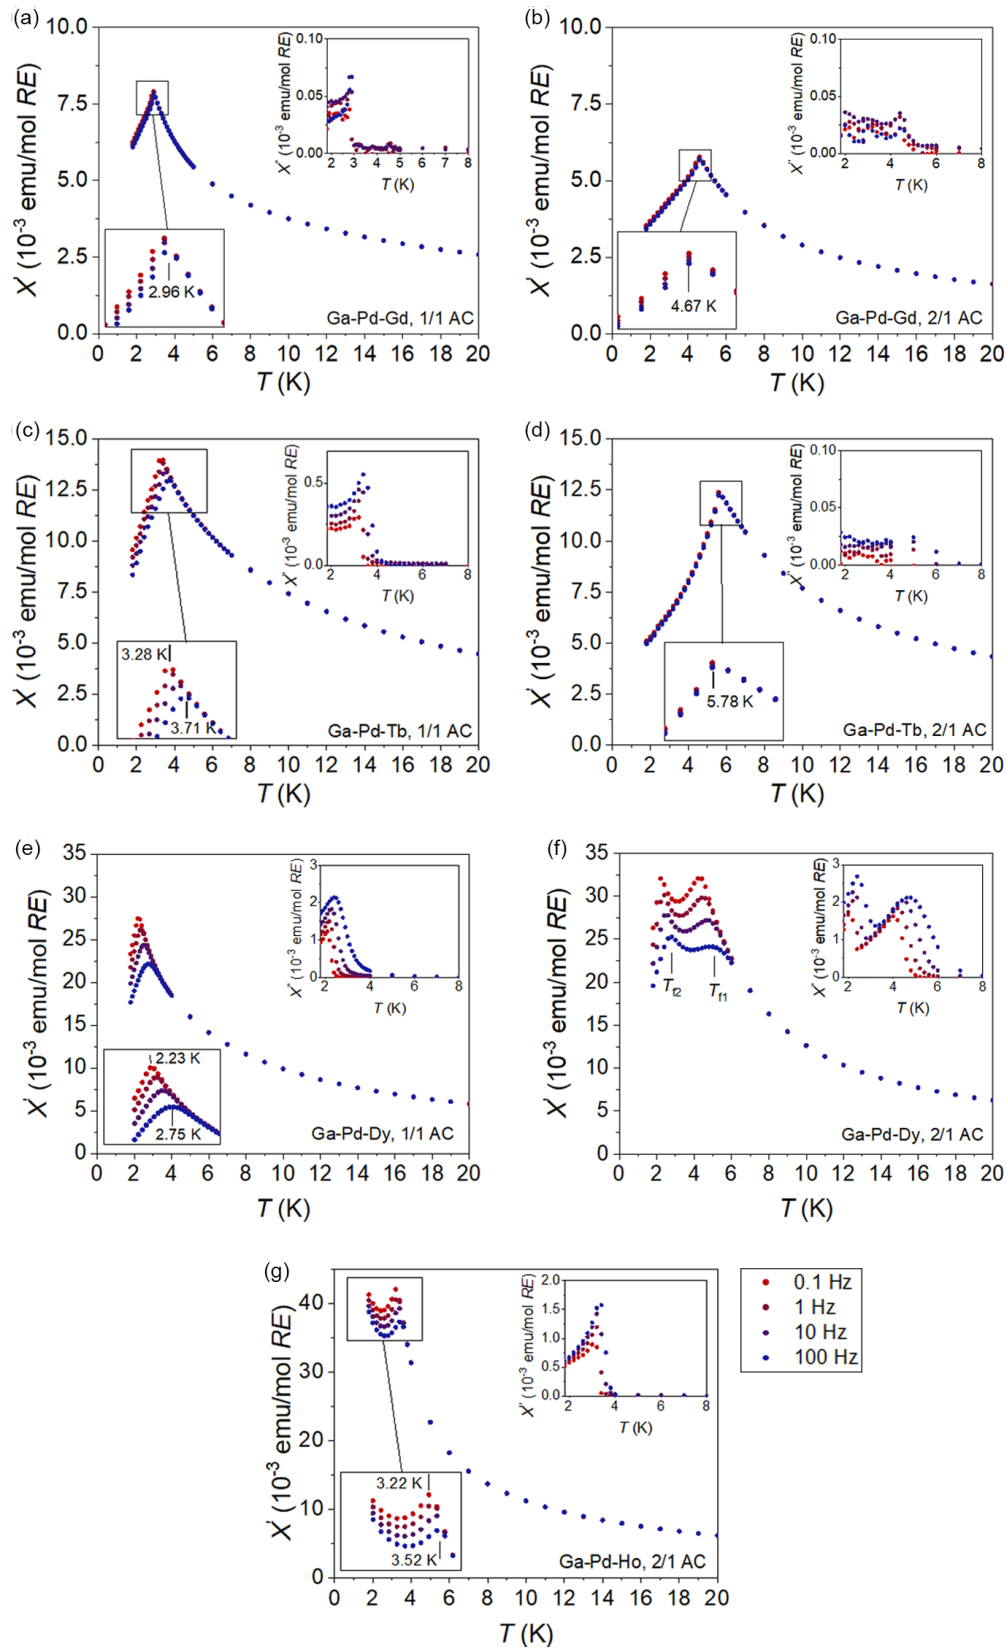 (a)
10.0
7.5
5.0
2.5
0.0
Χ′ (10⁻³ emu/mol RE)
0.10
0.05
0.00
Χ″ (10⁻³ emu/mol RE)
2 3 4 5 6 7 8
T (K)
2.96 K
Ga-Pd-Gd, 1/1 AC
0 2 4 6 8 10 12 14 16 18 20
T (K)
(b)
10.0
7.5
5.0
2.5
0.0
Χ′ (10⁻³ emu/mol RE)
0.10
0.05
0.00
Χ″ (10⁻³ emu/mol RE)
2 3 4 5 6 7 8
T (K)
4.67 K
Ga-Pd-Gd, 2/1 AC
0 2 4 6 8 10 12 14 16 18 20
T (K)
(c)
15.0
12.5
10.0
7.5
5.0
2.5
0.0
Χ′ (10⁻³ emu/mol RE)
0.5
0.0
Χ″ (10⁻³ emu/mol RE)
2 3 4 5 6 7 8
T (K)
3.28 K
3.71 K
Ga-Pd-Tb, 1/1 AC
0 2 4 6 8 10 12 14 16 18 20
T (K)
(d)
15.0
12.5
10.0
7.5
5.0
2.5
0.0
Χ′ (10⁻³ emu/mol RE)
0.10
0.05
0.00
Χ″ (10⁻³ emu/mol RE)
2 3 4 5 6 7 8
T (K)
5.78 K
Ga-Pd-Tb, 2/1 AC
0 2 4 6 8 10 12 14 16 18 20
T (K)
(e)
35
30
25
20
15
10
5
0
Χ′ (10⁻³ emu/mol RE)
3
2
1
0
Χ″ (10⁻³ emu/mol RE)
2 3 4 5 6 7 8
T (K)
2.23 K
2.75 K
Ga-Pd-Dy, 1/1 AC
0 2 4 6 8 10 12 14 16 18 20
T (K)
(f)
35
30
25
20
15
10
5
0
Χ′ (10⁻³ emu/mol RE)
3
2
1
0
Χ″ (10⁻³ emu/mol RE)
2 3 4 5 6 7 8
T (K)
Tf2 Tf1
Ga-Pd-Dy, 2/1 AC
0 2 4 6 8 10 12 14 16 18 20
T (K)
(g)
40
30
20
10
0
Χ′ (10⁻³ emu/mol RE)
2.0
1.5
1.0
0.5
0.0
Χ″ (10⁻³ emu/mol RE)
2 3 4 5 6 7 8
T (K)
3.22 K
3.52 K
Ga-Pd-Ho, 2/1 AC
0 2 4 6 8 10 12 14 16 18 20
T (K)
0.1 Hz
1 Hz
10 Hz
100 Hz